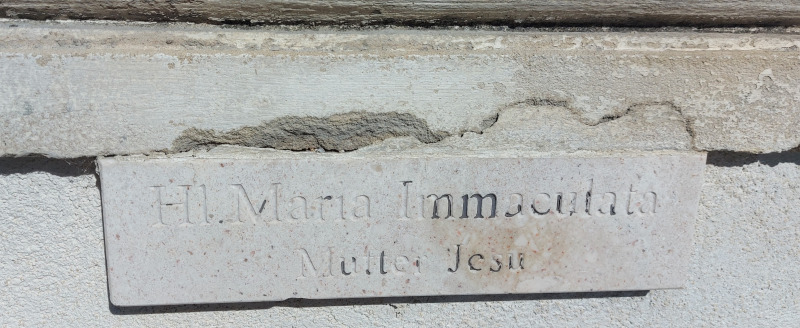 Hl. Maria Immaculata
Mutter Jesu